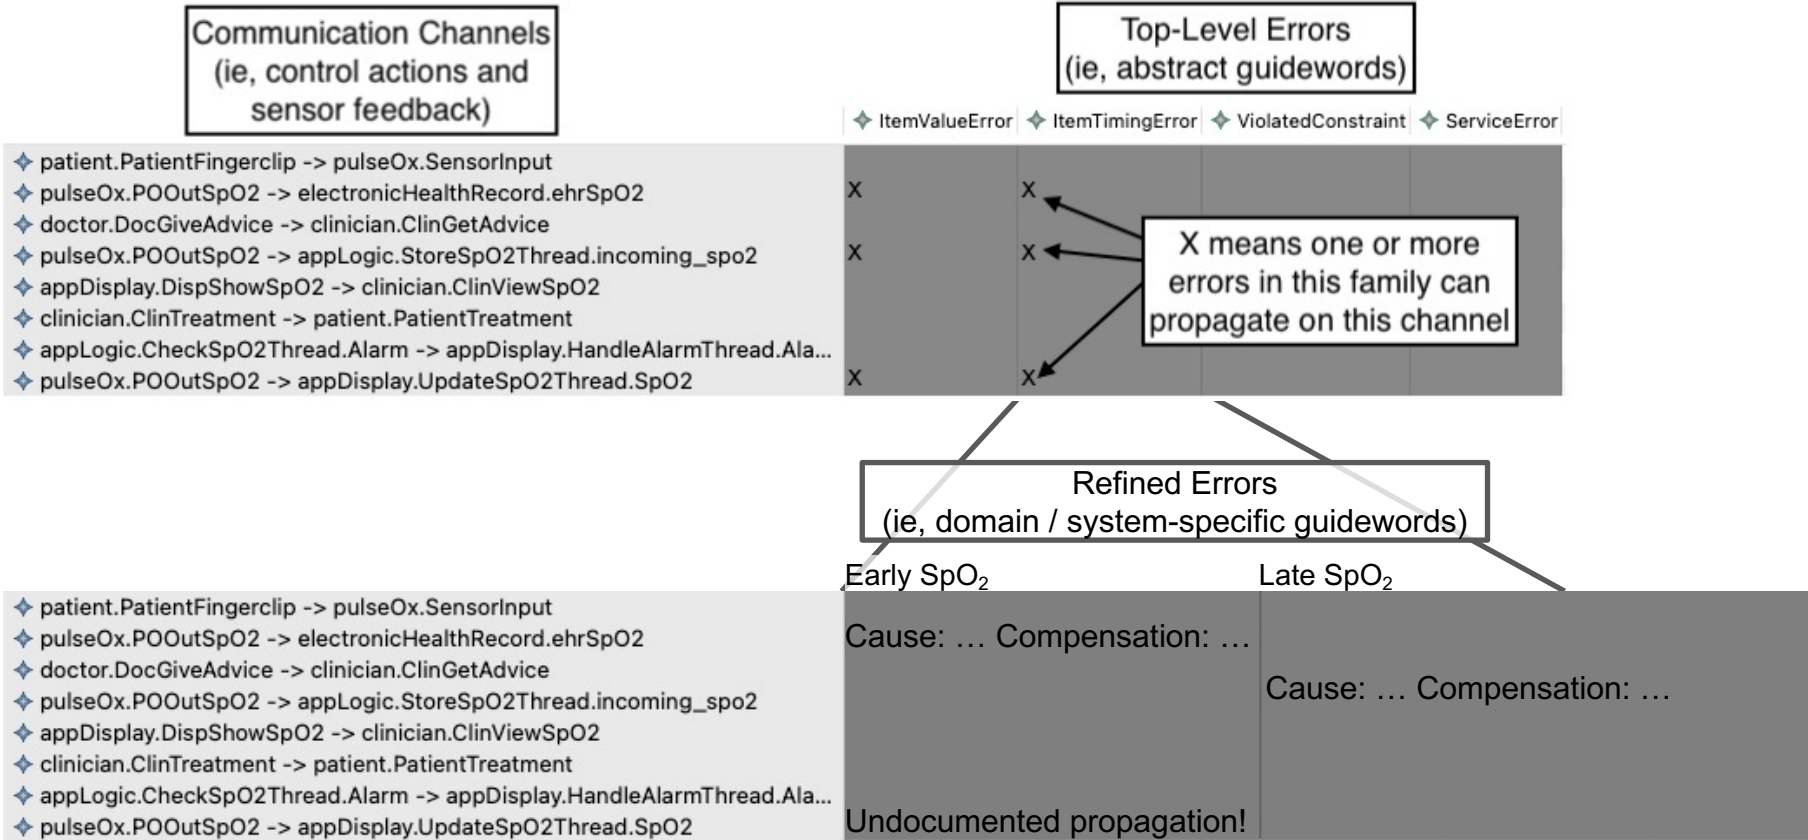 Communication Channels
(ie, control actions and
sensor feedback)
Top-Level Errors
(ie, abstract guidewords)
ItemValueError ItemTimingError ViolatedConstraint ServiceError
patient.PatientFingerclip -> pulseOx.SensorInput
pulseOx.POOutSpO2 -> electronicHealthRecord.ehrSpO2 X X
doctor.DocGiveAdvice -> clinician.ClinGetAdvice
pulseOx.POOutSpO2 -> appLogic.StoreSpO2Thread.incoming_spo2 X X
appDisplay.DispShowSpO2 -> clinician.ClinViewSpO2
clinician.ClinTreatment -> patient.PatientTreatment
appLogic.CheckSpO2Thread.Alarm -> appDisplay.HandleAlarmThread.Ala...
pulseOx.POOutSpO2 -> appDisplay.UpdateSpO2Thread.SpO2 X X
X means one or more
errors in this family can
propagate on this channel
Refined Errors
(ie, domain / system-specific guidewords)
Early SpO₂ Late SpO₂
patient.PatientFingerclip -> pulseOx.SensorInput
pulseOx.POOutSpO2 -> electronicHealthRecord.ehrSpO2 Cause: … Compensation: …
doctor.DocGiveAdvice -> clinician.ClinGetAdvice
pulseOx.POOutSpO2 -> appLogic.StoreSpO2Thread.incoming_spo2 Cause: … Compensation: …
appDisplay.DispShowSpO2 -> clinician.ClinViewSpO2
clinician.ClinTreatment -> patient.PatientTreatment
appLogic.CheckSpO2Thread.Alarm -> appDisplay.HandleAlarmThread.Ala...
pulseOx.POOutSpO2 -> appDisplay.UpdateSpO2Thread.SpO2 Undocumented propagation!